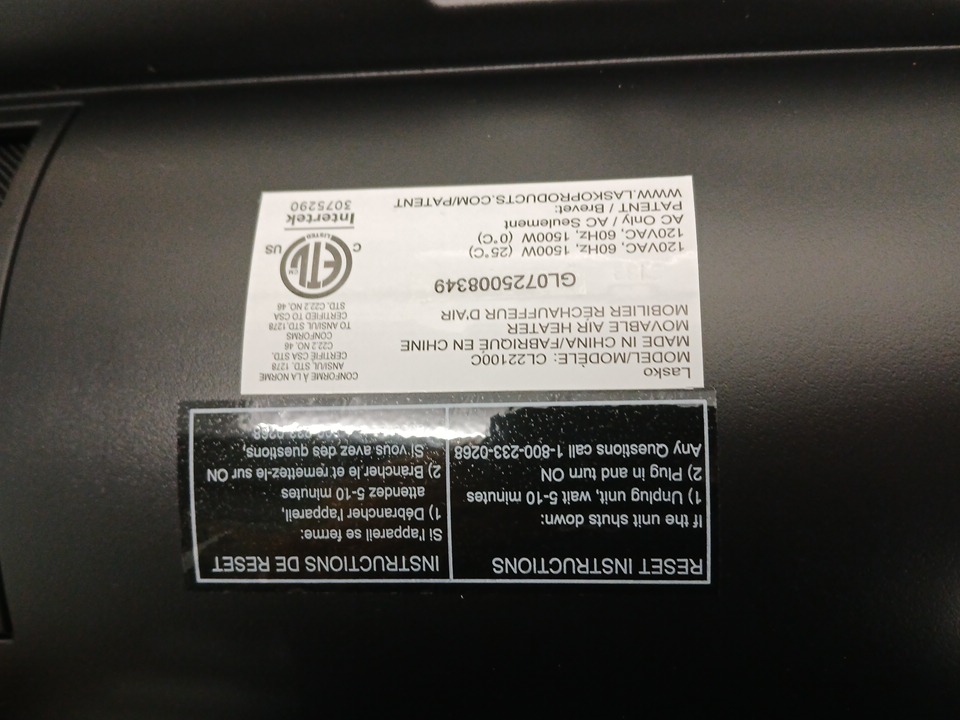 RESET INSTRUCTIONS
If the unit shuts down:
1) Unplug unit, wait 5-10 minutes
2) Plug in and turn ON
Any Questions call 1-800-233-0268
INSTRUCTIONS DE RESET
Si l'appareil se ferme:
1) Débrancher l'appareil,
attendez 5-10 minutes
2) Brancher le et remettez-le sur ON
Si vous avez des questions,
Lasko
MODEL/MODÈLE: CL22100C
MADE IN CHINA/FABRIQUÉ EN CHINE
MOVABLE AIR HEATER
MOBILIER RÉCHAUFFEUR D'AIR
GL0725008349
120VAC, 60Hz, 1500W (25°C)
120VAC, 60Hz, 1500W (0°C)
AC Only / AC Seulement
PATENT / Brevet:
WWW.LASKOPRODUCTS.COM/PATENT
CONFORME À LA NORME
ANSI/UL STD. 1278
CERTIFIÉ CSA STD.
C22.2 NO. 46
CONFORMS
TO ANSI/UL STD.1278
CERTIFIED TO CSA
STD. C22.2 NO. 46
ETL
CM
LISTED
C US
Intertek
3075290